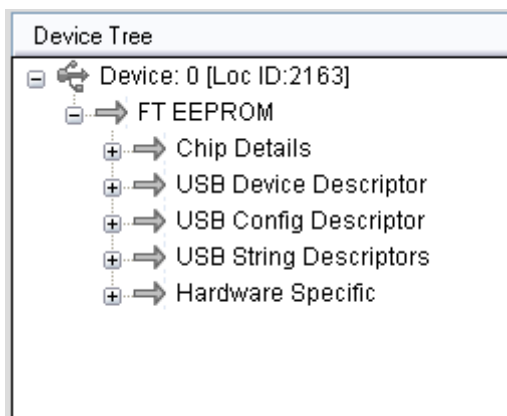 Device Tree
Device: 0 [Loc ID:2163]
FT EEPROM
Chip Details
USB Device Descriptor
USB Config Descriptor
USB String Descriptors
Hardware Specific